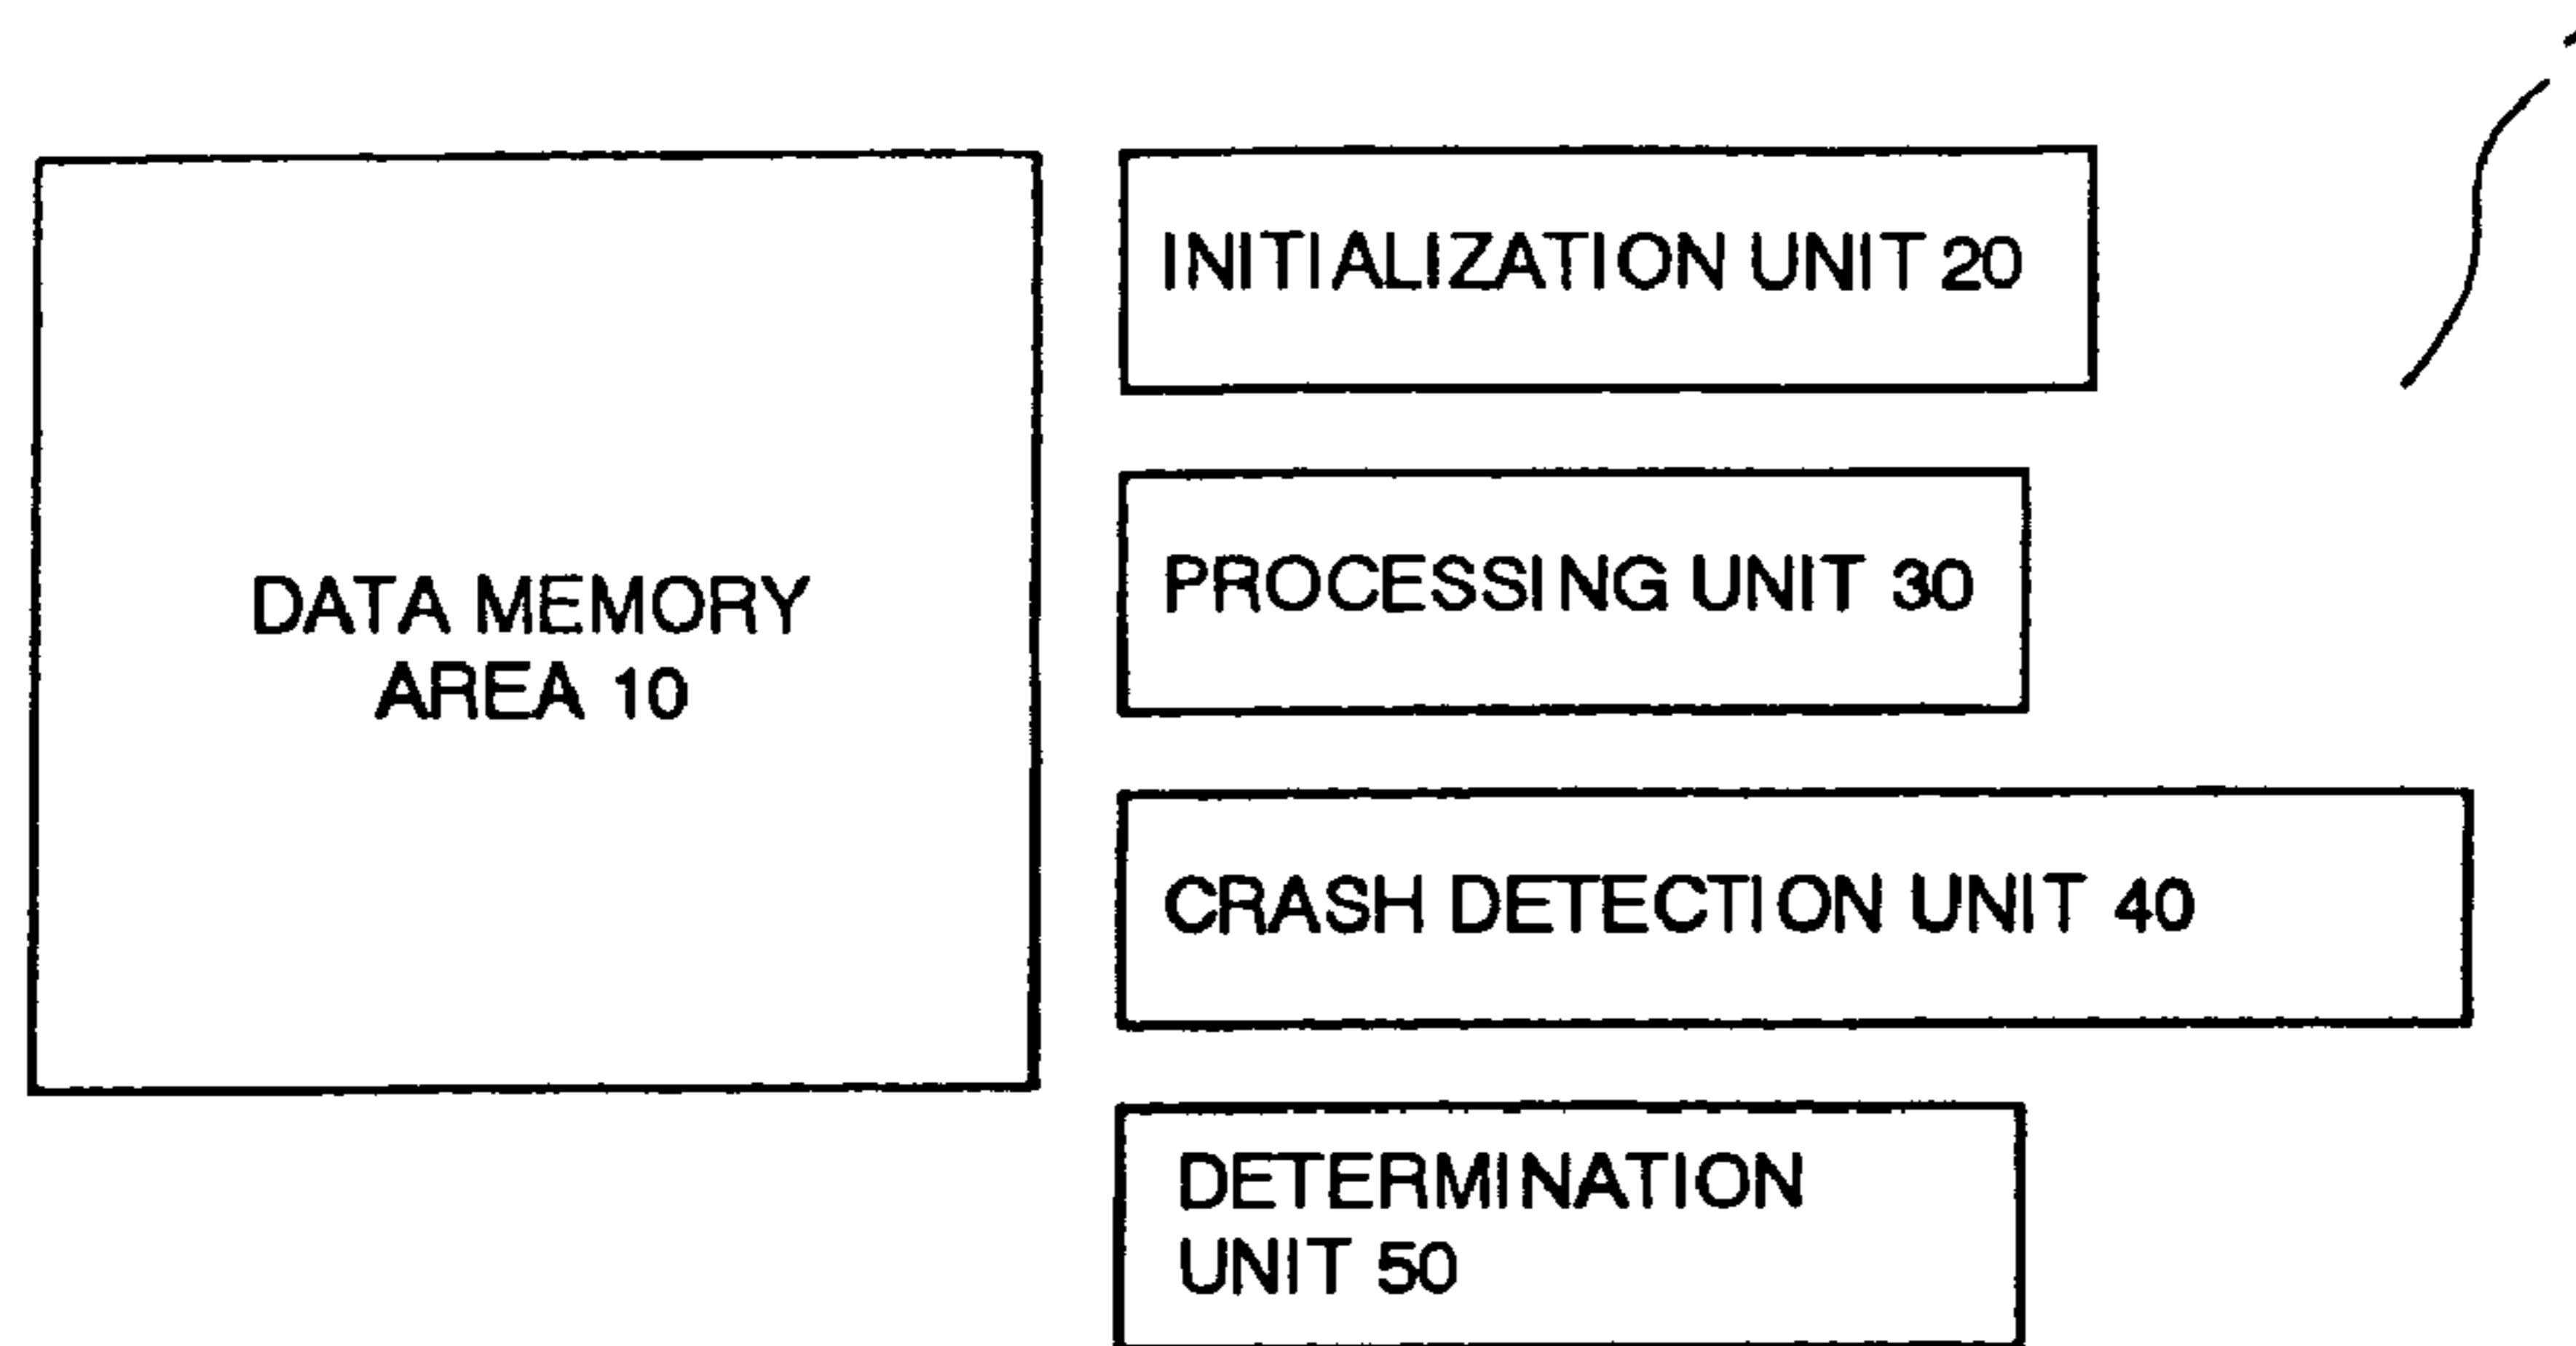 DATA MEMORY
AREA 10
INITIALIZATION UNIT 20
PROCESSING UNIT 30
CRASH DETECTION UNIT 40
DETERMINATION
UNIT 50